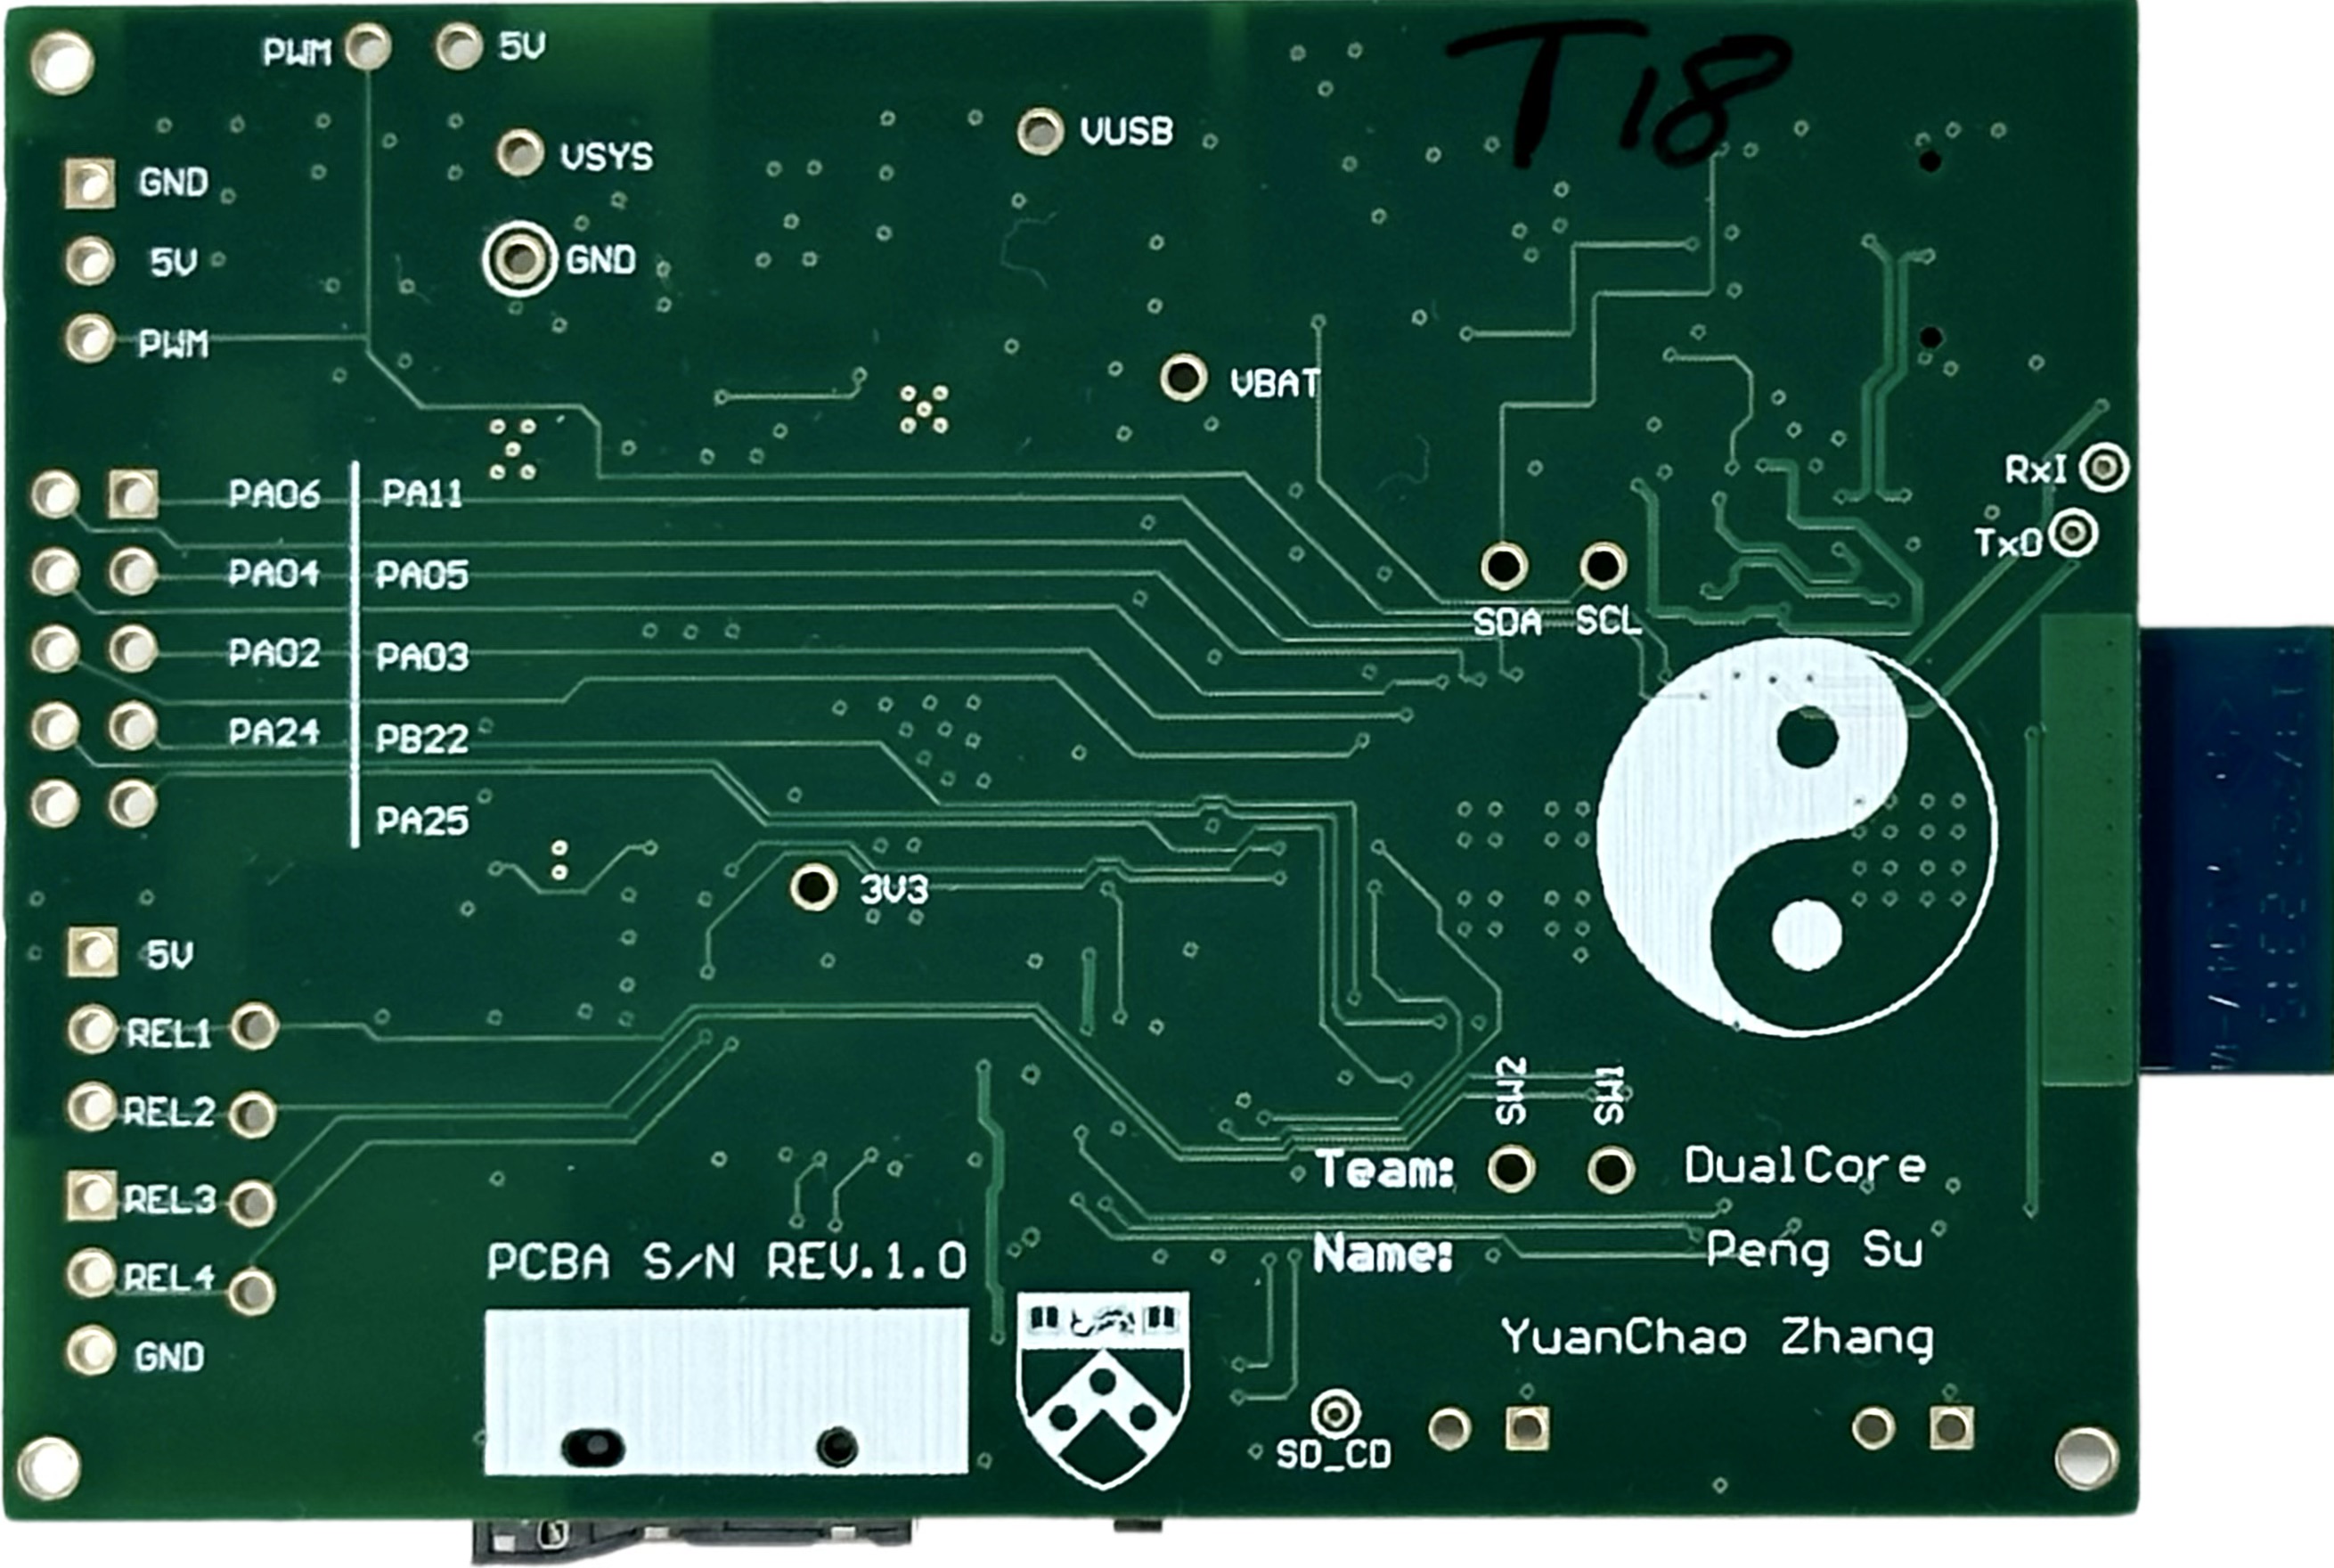 PWM 5V
T18
VSYS
VUSB
GND
5V
GND
PWM
VBAT
PA06 PA11
RxI
TxO
PA04 PA05
SDA SCL
PA02 PA03
PA24 PB22
PA25
3V3
5V
REL1
SW2 SW1
REL2
Team: DualCore
REL3
PCBA S/N REV.1.0
Name: Peng Su
REL4
YuanChao Zhang
GND
SD_CD